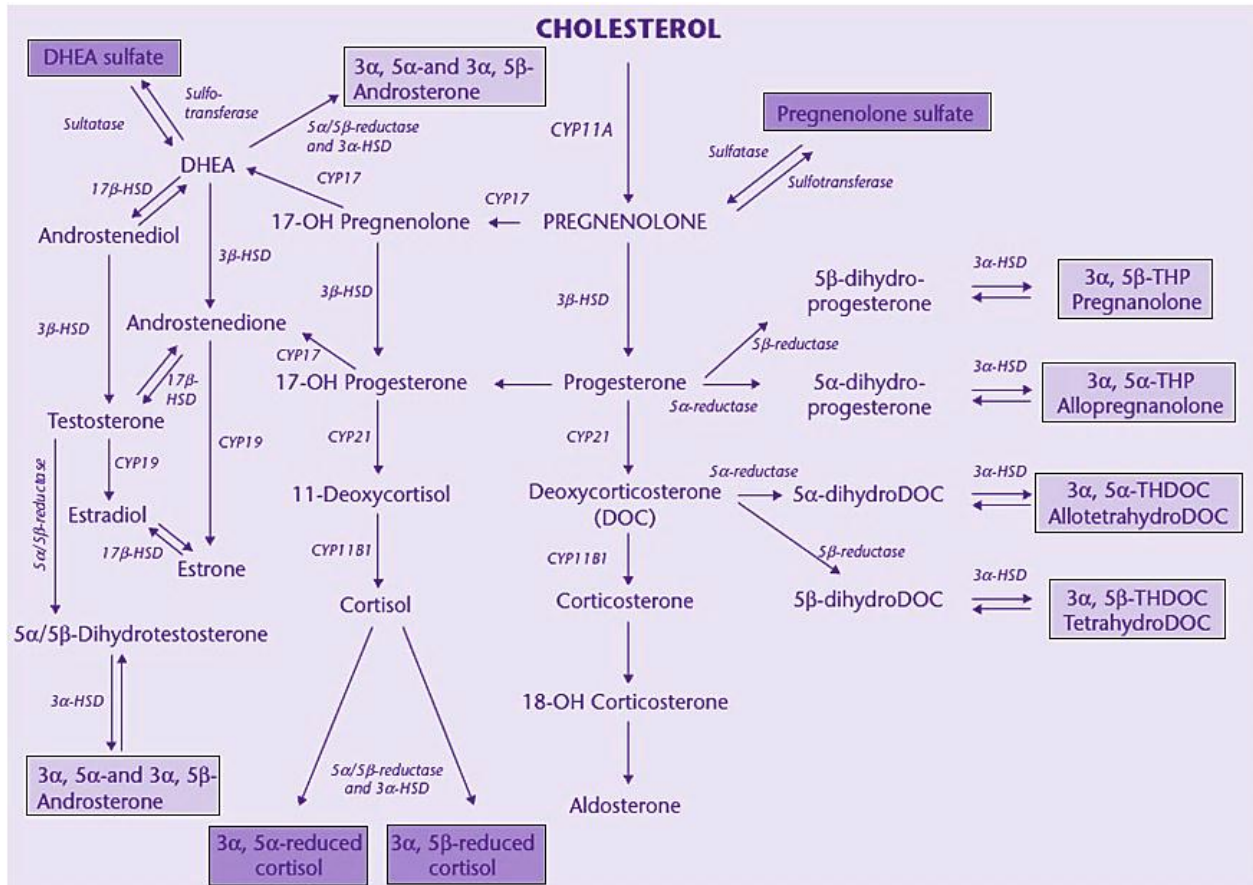 CHOLESTEROL
DHEA sulfate
3α, 5α-and 3α, 5β-
Androsterone
Sulfo-
transferase
Sultatase
5α/5β-reductase
and 3α-HSD
CYP11A
Pregnenolone sulfate
Sulfatase
Sulfotransferase
DHEA
17β-HSD
CYP17
CYP17
Androstenediol
17-OH Pregnenolone
PREGNENOLONE
3β-HSD
3β-HSD
3β-HSD
3β-HSD
5β-dihydro-
progesterone
3α-HSD
3α, 5β-THP
Pregnanolone
Androstenedione
CYP17
5β-reductase
17β-
HSD
17-OH Progesterone
Progesterone
5α-reductase
5α-dihydro-
progesterone
3α-HSD
3α, 5α-THP
Allopregnanolone
Testosterone
CYP19
CYP19
CYP21
CYP21
5α/5β-reductase
11-Deoxycortisol
Deoxycorticosterone
(DOC)
5α-reductase
5α-dihydroDOC
3α-HSD
3α, 5α-THDOC
AllotetrahydroDOC
Estradiol
17β-HSD
Estrone
CYP11B1
CYP11B1
5β-reductase
5β-dihydroDOC
3α-HSD
3α, 5β-THDOC
TetrahydroDOC
Cortisol
Corticosterone
5α/5β-Dihydrotestosterone
3α-HSD
18-OH Corticosterone
3α, 5α-and 3α, 5β-
Androsterone
5α/5β-reductase
and 3α-HSD
Aldosterone
3α, 5α-reduced
cortisol
3α, 5β-reduced
cortisol